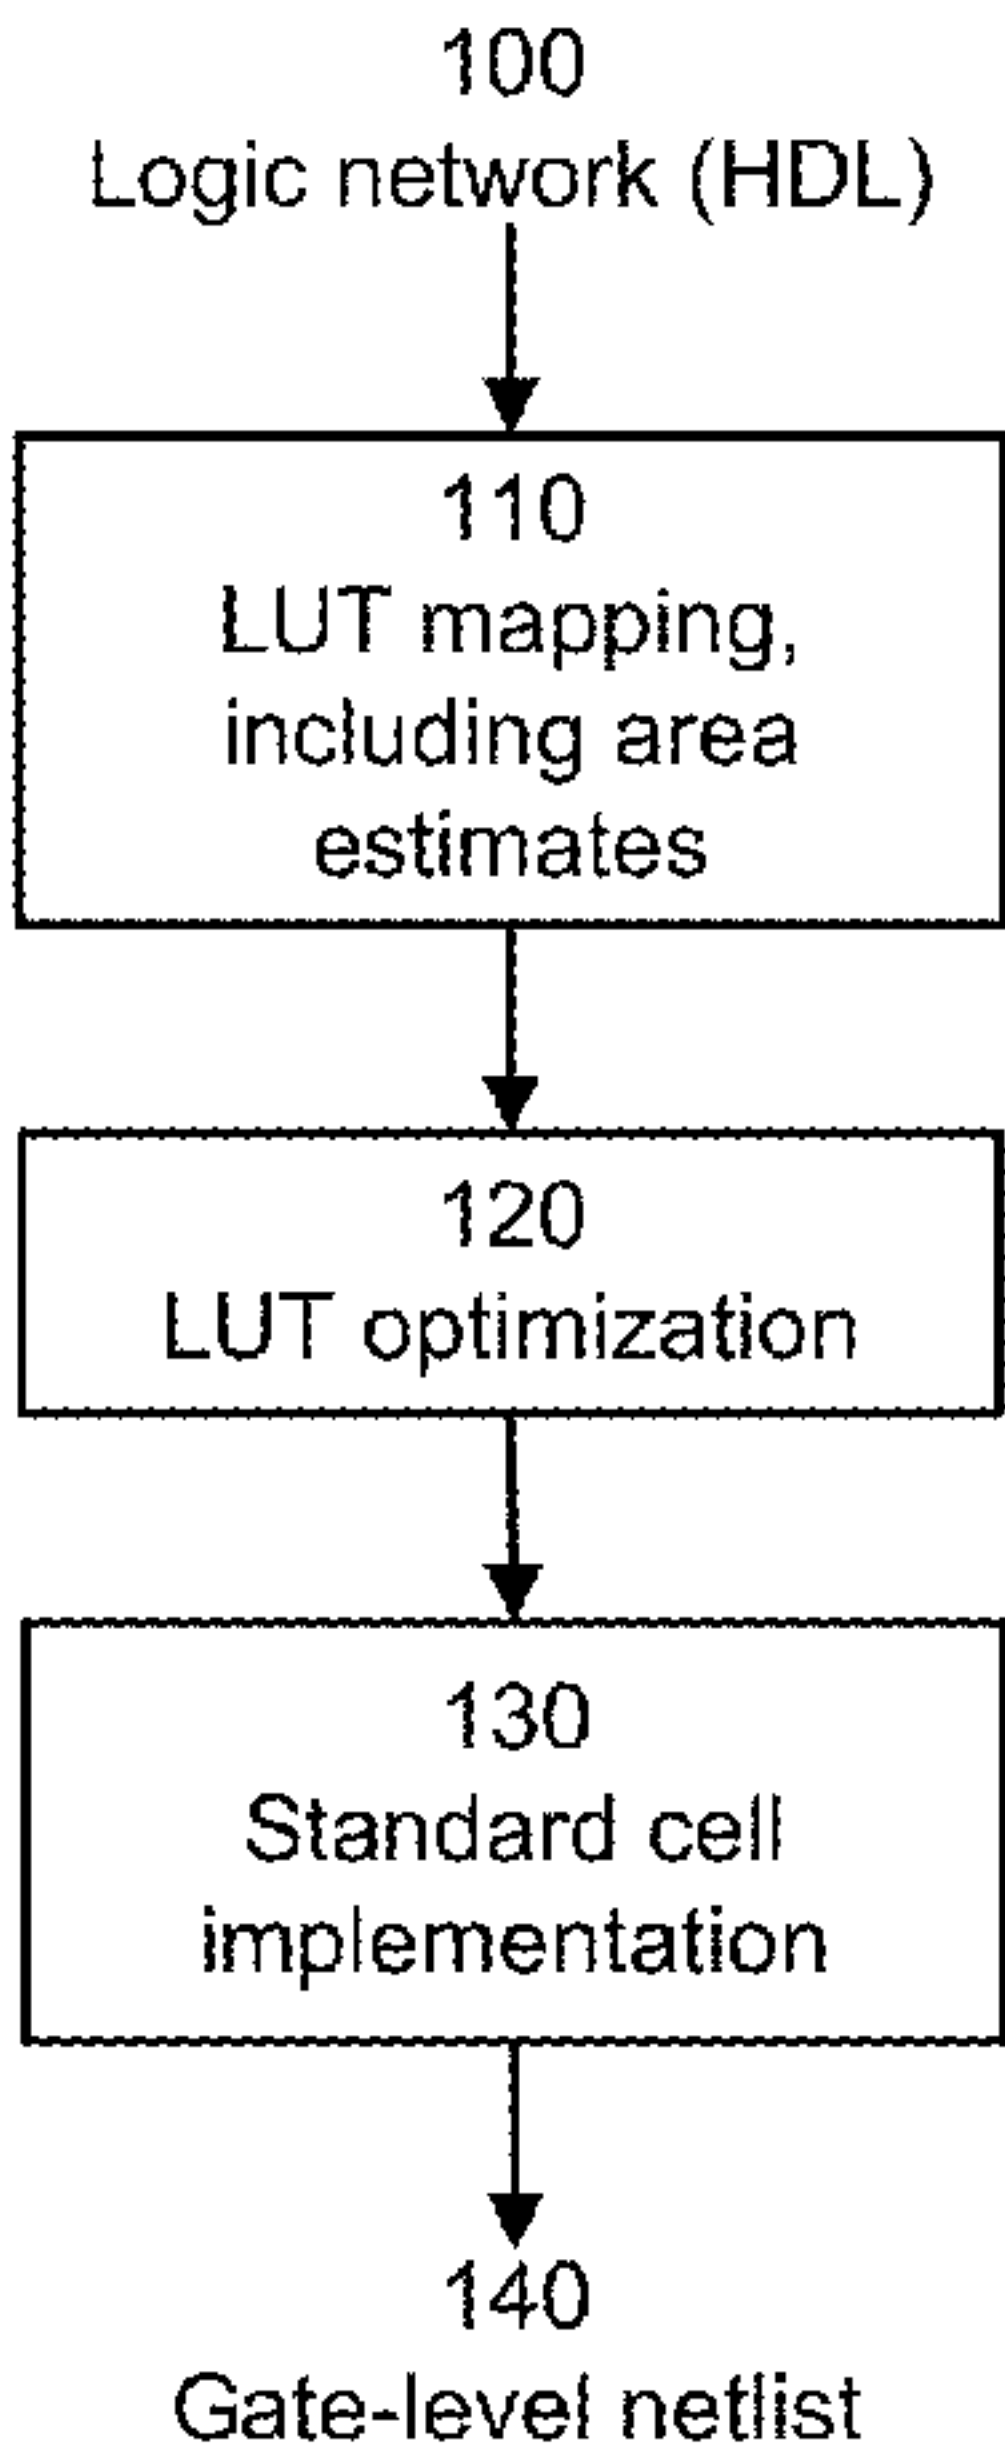 100
Logic network (HDL)
110
LUT mapping,
including area
estimates
120
LUT optimization
130
Standard cell
implementation
140
Gate-level netlist